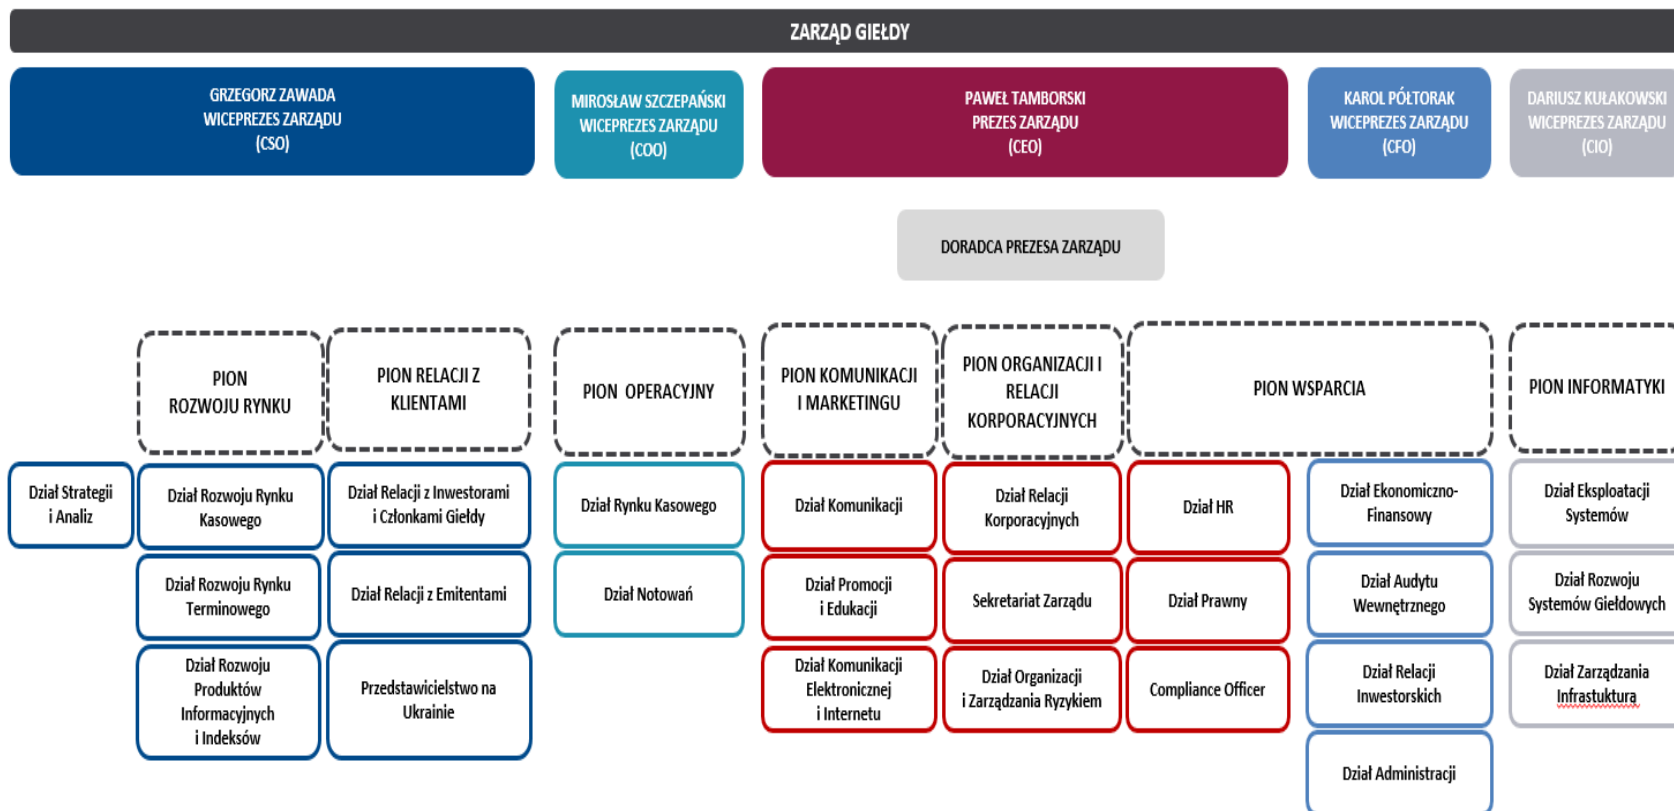 ZARZĄD GIEŁDY
GRZEGORZ ZAWADA
WICEPREZES ZARZĄDU
(CSO)
MIROSŁAW SZCZEPAŃSKI
WICEPREZES ZARZĄDU
(COO)
PAWEŁ TAMBORSKI
PREZES ZARZĄDU
(CEO)
KAROL PÓŁTORAK
WICEPREZES ZARZĄDU
(CFO)
DARIUSZ KUŁAKOWSKI
WICEPREZES ZARZĄDU
(CIO)
DORADCA PREZESA ZARZĄDU
PION
ROZWOJU RYNKU
PION RELACJI Z
KLIENTAMI
PION OPERACYJNY
PION KOMUNIKACJI
I MARKETINGU
PION ORGANIZACJI I
RELACJI
KORPORACYJNYCH
PION WSPARCIA
PION INFORMATYKI
Dział Strategii
i Analiz
Dział Rozwoju Rynku
Kasowego
Dział Relacji z Inwestorami
i Członkami Giełdy
Dział Rynku Kasowego
Dział Komunikacji
Dział Relacji
Korporacyjnych
Dział HR
Dział Ekonomiczno-
Finansowy
Dział Eksploatacji
Systemów
Dział Rozwoju Rynku
Terminowego
Dział Relacji z Emitentami
Dział Notowań
Dział Promocji
i Edukacji
Sekretariat Zarządu
Dział Prawny
Dział Audytu
Wewnętrznego
Dział Rozwoju
Systemów Giełdowych
Dział Rozwoju
Produktów
Informacyjnych
i Indeksów
Przedstawicielstwo na
Ukrainie
Dział Komunikacji
Elektronicznej
i Internetu
Dział Organizacji
i Zarządzania Ryzykiem
Compliance Officer
Dział Relacji
Inwestorskich
Dział Zarządzania
Infrastukturą
Dział Administracji